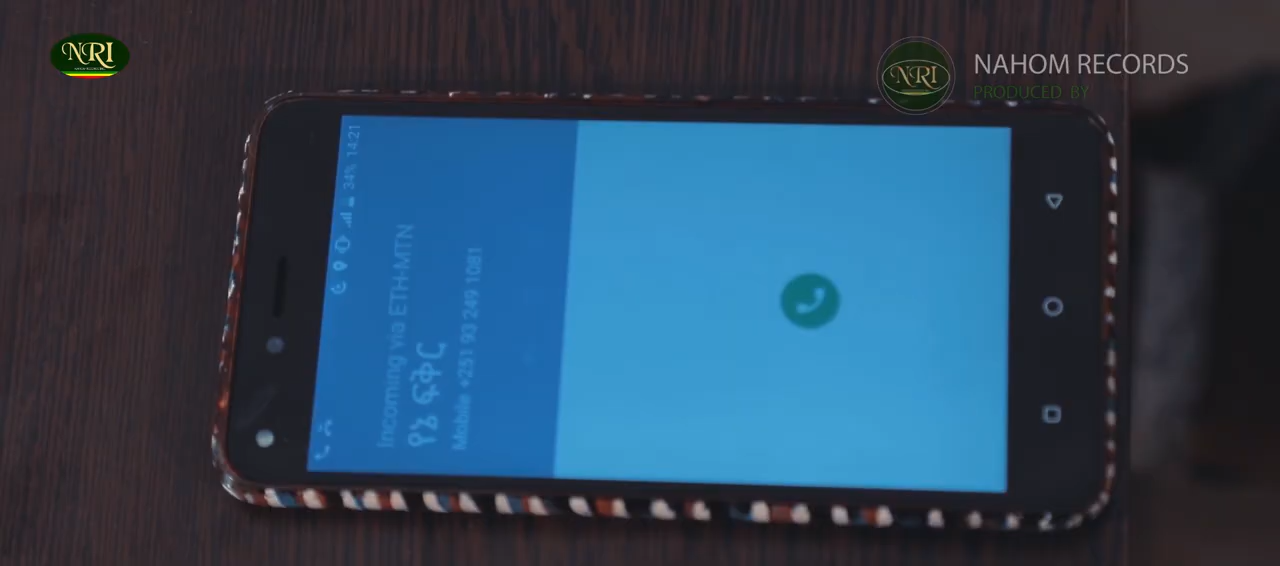 NRI
NRI
NAHOM RECORDS
PRODUCED BY
34% 14:21
Incoming via ETH-MTN
የኔ ፍቅር
Mobile +251 93 249 1081